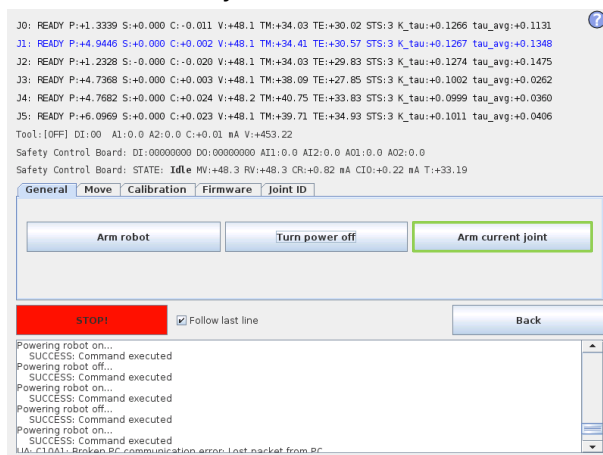 J0: READY P:+1.3339 S:+0.000 C:-0.011 V:+48.1 TM:+34.03 TE:+30.02 STS:3 K_tau:+0.1266 tau_avg:+0.1131
?
J1: READY P:+4.9446 S:+0.000 C:+0.002 V:+48.1 TM:+34.41 TE:+30.57 STS:3 K_tau:+0.1267 tau_avg:+0.1348
J2: READY P:+1.2328 S:-0.000 C:-0.020 V:+48.1 TM:+34.03 TE:+29.83 STS:3 K_tau:+0.1274 tau_avg:+0.1475
J3: READY P:+4.7368 S:+0.000 C:+0.003 V:+48.1 TM:+38.09 TE:+27.85 STS:3 K_tau:+0.1002 tau_avg:+0.0262
J4: READY P:+4.7682 S:+0.000 C:+0.024 V:+48.2 TM:+40.75 TE:+33.83 STS:3 K_tau:+0.0999 tau_avg:+0.0360
J5: READY P:+6.0969 S:+0.000 C:+0.023 V:+48.1 TM:+39.71 TE:+34.93 STS:3 K_tau:+0.1011 tau_avg:+0.0406
Tool:[OFF] DI:00 A1:0.0 A2:0.0 C:+0.01 mA V:+453.22
Safety Control Board: DI:00000000 DO:00000000 AI1:0.0 AI2:0.0 AO1:0.0 AO2:0.0
Safety Control Board: STATE: Idle MV:+48.3 RV:+48.3 CR:+0.82 mA CIO:+0.22 mA T:+33.19
General Move Calibration Firmware Joint ID
Arm robot Turn power off Arm current joint
STOP! Follow last line Back
Powering robot on...
SUCCESS: Command executed
Powering robot off...
SUCCESS: Command executed
Powering robot on...
SUCCESS: Command executed
Powering robot off...
SUCCESS: Command executed
Powering robot on...
SUCCESS: Command executed
UA: C10A1: Broken PC communication error: Lost packet from PC